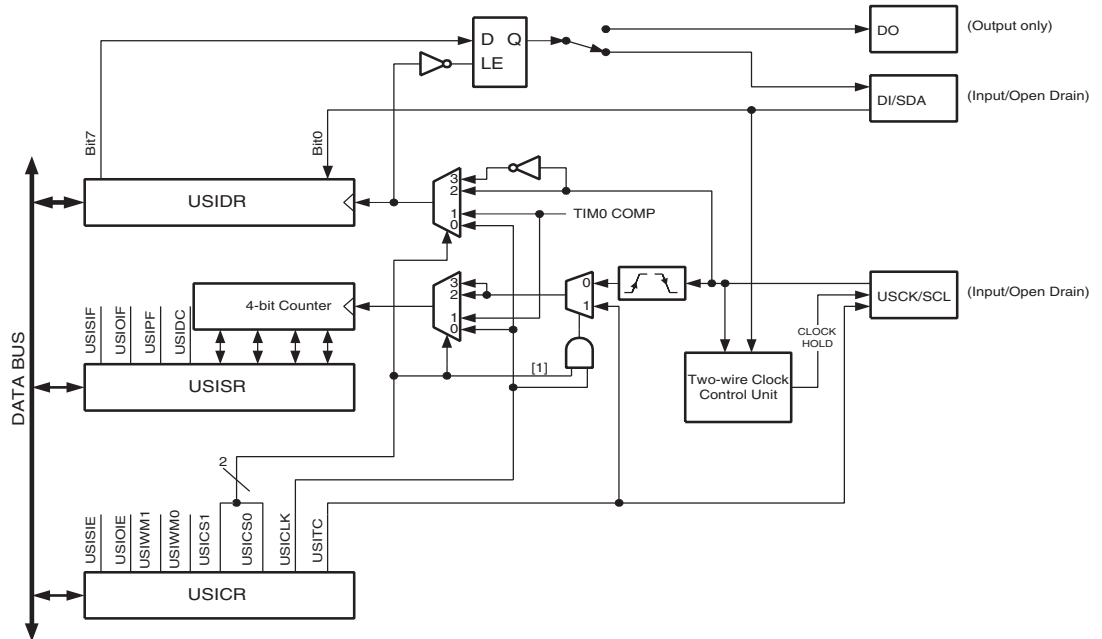 D Q
LE
DO
(Output only)
DI/SDA
(Input/Open Drain)
Bit7
Bit0
USIDR
3
2
1
0
TIM0 COMP
DATA BUS
4-bit Counter
3
2
1
0
0
1
USCK/SCL
(Input/Open Drain)
CLOCK
HOLD
USISIF
USIOIF
USIPF
USIDC
USISR
[1]
Two-wire Clock
Control Unit
2
USISIE
USIOIE
USIWM1
USIWM0
USICS1
USICS0
USICLK
USITC
USICR